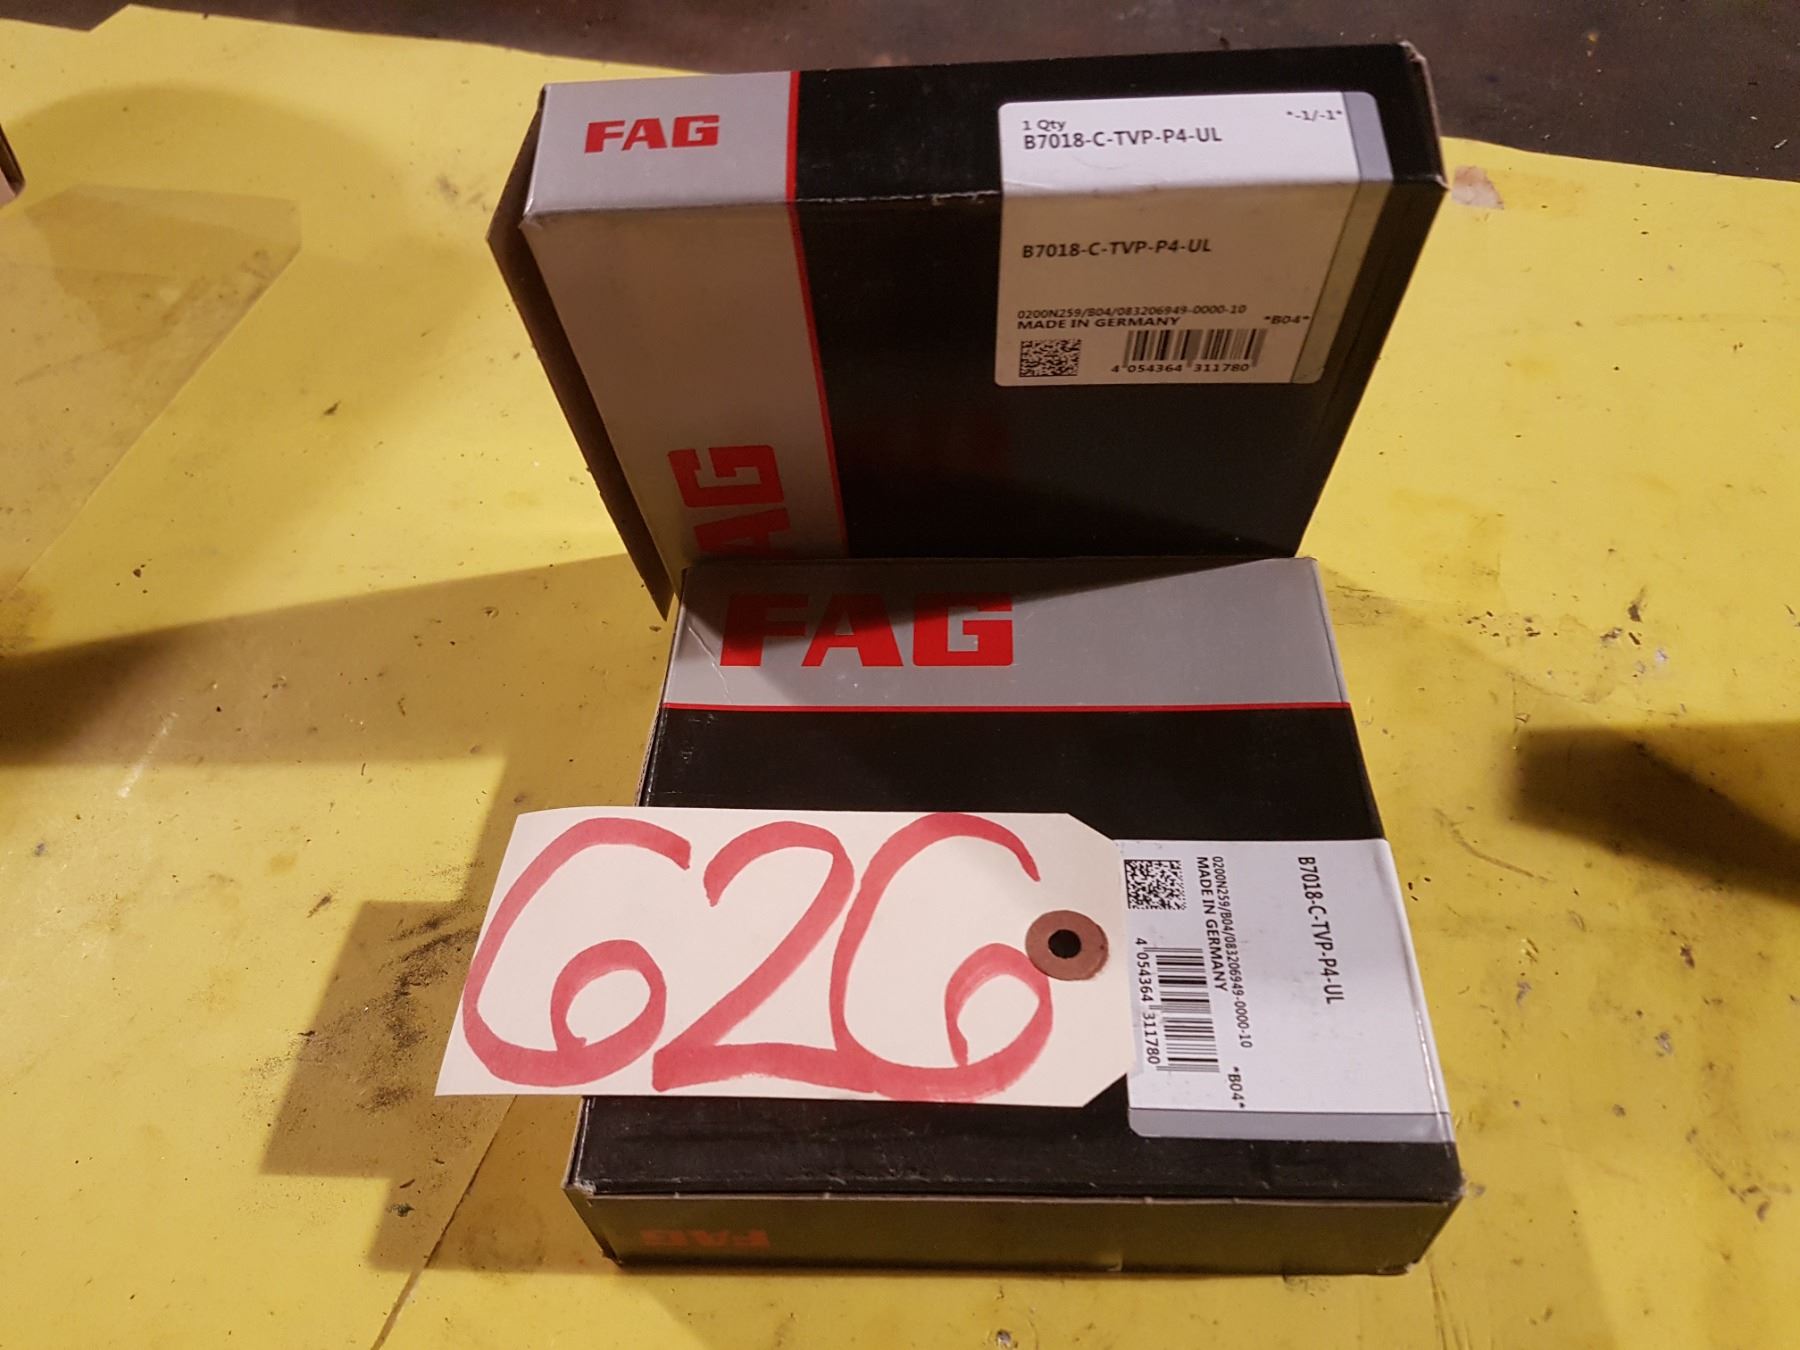 FAG
1 Qty
*-1/-1*
B7018-C-TVP-P4-UL
B7018-C-TVP-P4-UL
0200N259/B04/083206949-0000-10
MADE IN GERMANY
*B04*
4 054364 311780
FAG
FAG
B7018-C-TVP-P4-UL
0200N259/B04/083206949-0000-10
MADE IN GERMANY
*B04*
4 054364 311780
626
FAG